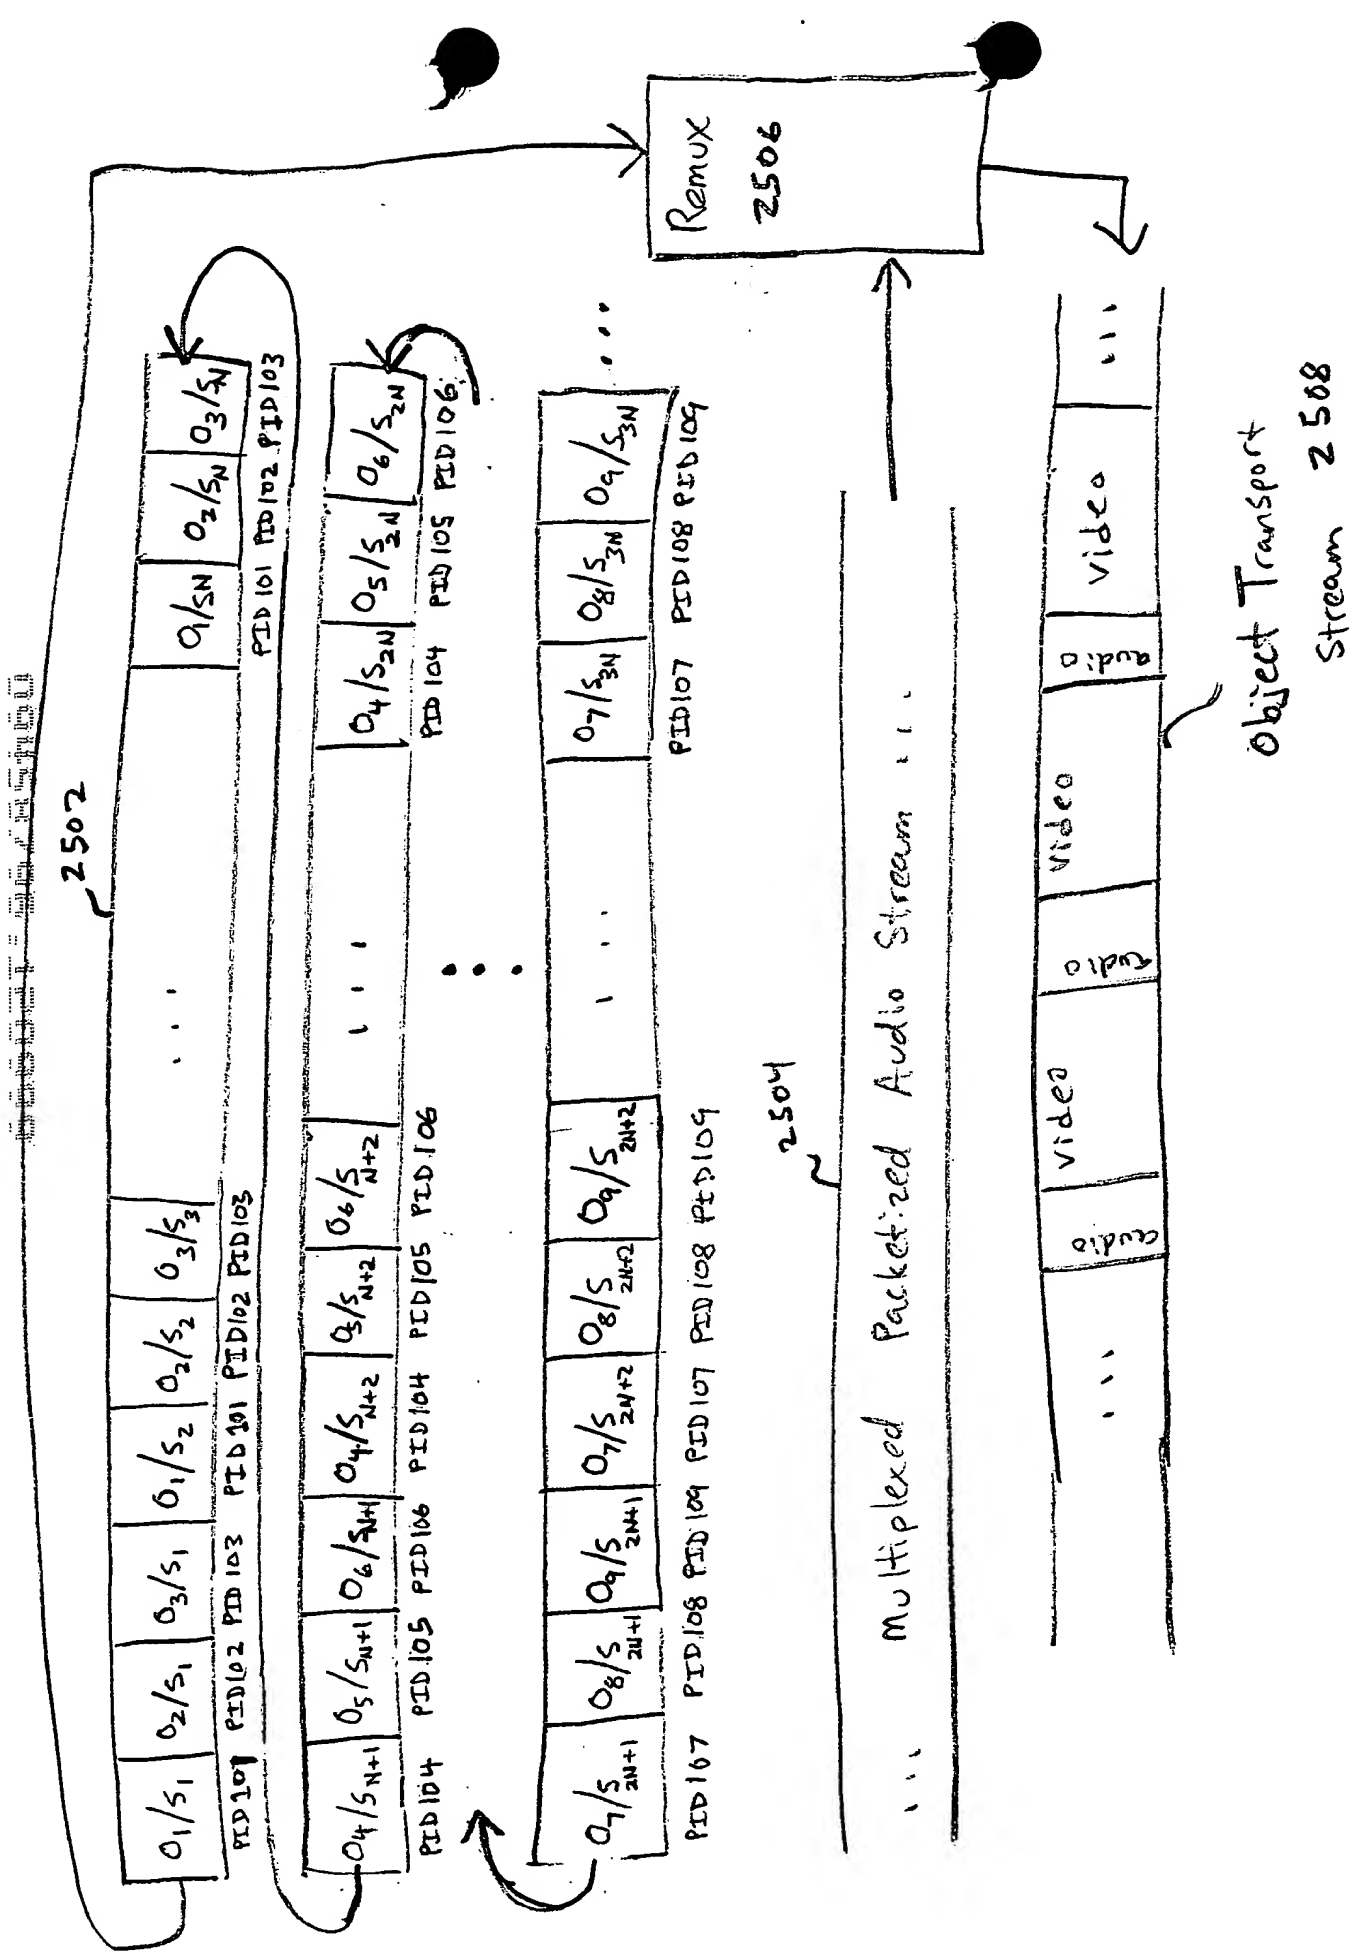 2502
O1/S1 O2/S1 O3/S1 O1/S2 O2/S2 O3/S3 ... O1/SN O2/SN O3/SN
PID101 PID102 PID103 PID101 PID102 PID103 PID101 PID102 PID103
O4/SN+1 O5/SN+1 O6/SN+1 O4/SN+2 O5/SN+2 O6/SN+2 ... O4/S2N O5/S2N O6/S2N
PID104 PID105 PID106 PID104 PID105 PID106 PID104 PID105 PID106
...
O7/S2N+1 O8/S2N+1 O9/S2N+1 O7/S2N+2 O8/S2N+2 O9/S2N+2 ... O7/S3N O8/S3N O9/S3N ...
PID107 PID108 PID109 PID107 PID108 PID109 PID107 PID108 PID109
Remux
2506
2504
... Multiplexed Packetized Audio Stream ...
... audio Video audio Video audio Video ...
Object Transport
Stream 2508